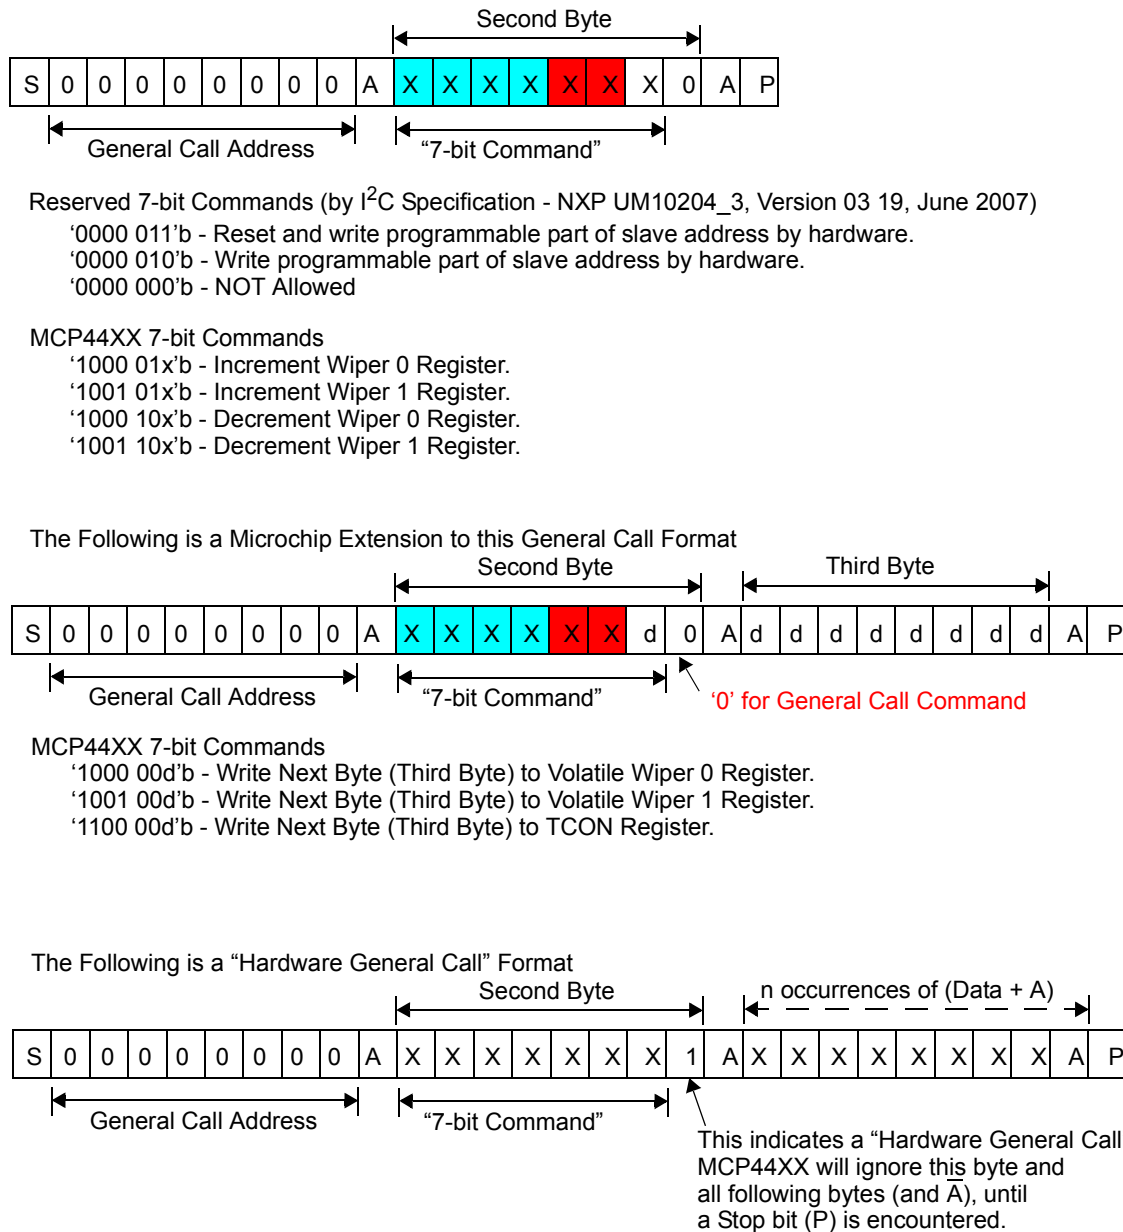 Second Byte
S 0 0 0 0 0 0 0 0 A X X X X X X X 0 A P
General Call Address “7-bit Command”
Reserved 7-bit Commands (by I2C Specification - NXP UM10204_3, Version 03 19, June 2007)
‘0000 011’b - Reset and write programmable part of slave address by hardware.
‘0000 010’b - Write programmable part of slave address by hardware.
‘0000 000’b - NOT Allowed
MCP44XX 7-bit Commands
‘1000 01x’b - Increment Wiper 0 Register.
‘1001 01x’b - Increment Wiper 1 Register.
‘1000 10x’b - Decrement Wiper 0 Register.
‘1001 10x’b - Decrement Wiper 1 Register.
The Following is a Microchip Extension to this General Call Format
Second Byte Third Byte
S 0 0 0 0 0 0 0 0 A X X X X X X d 0 A d d d d d d d d A P
General Call Address “7-bit Command” ‘0’ for General Call Command
MCP44XX 7-bit Commands
‘1000 00d’b - Write Next Byte (Third Byte) to Volatile Wiper 0 Register.
‘1001 00d’b - Write Next Byte (Third Byte) to Volatile Wiper 1 Register.
‘1100 00d’b - Write Next Byte (Third Byte) to TCON Register.
The Following is a “Hardware General Call” Format
Second Byte n occurrences of (Data + A)
S 0 0 0 0 0 0 0 0 A X X X X X X X 1 A X X X X X X X X A P
General Call Address “7-bit Command”
This indicates a “Hardware General Call
MCP44XX will ignore this byte and
all following bytes (and A̅), until
a Stop bit (P) is encountered.